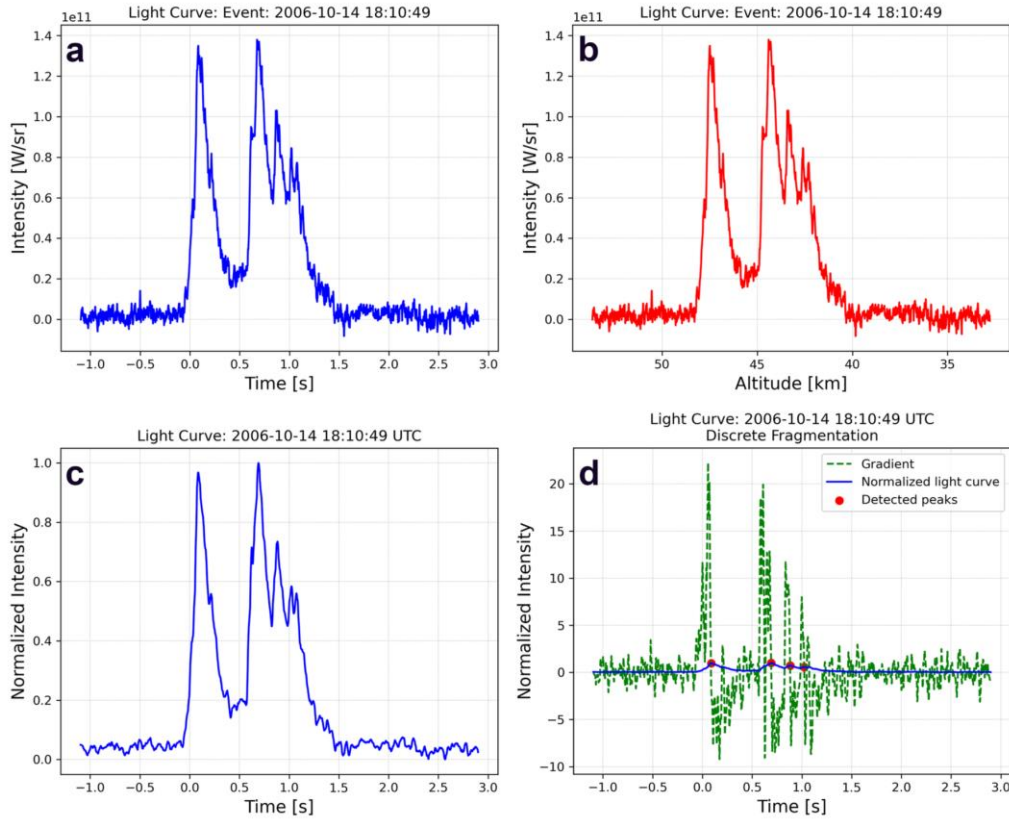 Light Curve: Event: 2006-10-14 18:10:49
1e11
a
1.4
1.2
1.0
0.8
0.6
0.4
0.2
0.0
Intensity [W/sr]
−1.0 −0.5 0.0 0.5 1.0 1.5 2.0 2.5 3.0
Time [s]
Light Curve: Event: 2006-10-14 18:10:49
1e11
b
1.4
1.2
1.0
0.8
0.6
0.4
0.2
0.0
Intensity [W/sr]
50 45 40 35
Altitude [km]
Light Curve: 2006-10-14 18:10:49 UTC
c
1.0
0.8
0.6
0.4
0.2
0.0
Normalized Intensity
−1.0 −0.5 0.0 0.5 1.0 1.5 2.0 2.5 3.0
Time [s]
Light Curve: 2006-10-14 18:10:49 UTC
Discrete Fragmentation
d
Gradient
Normalized light curve
Detected peaks
20
15
10
5
0
−5
−10
Normalized Intensity
−1.0 −0.5 0.0 0.5 1.0 1.5 2.0 2.5 3.0
Time [s]